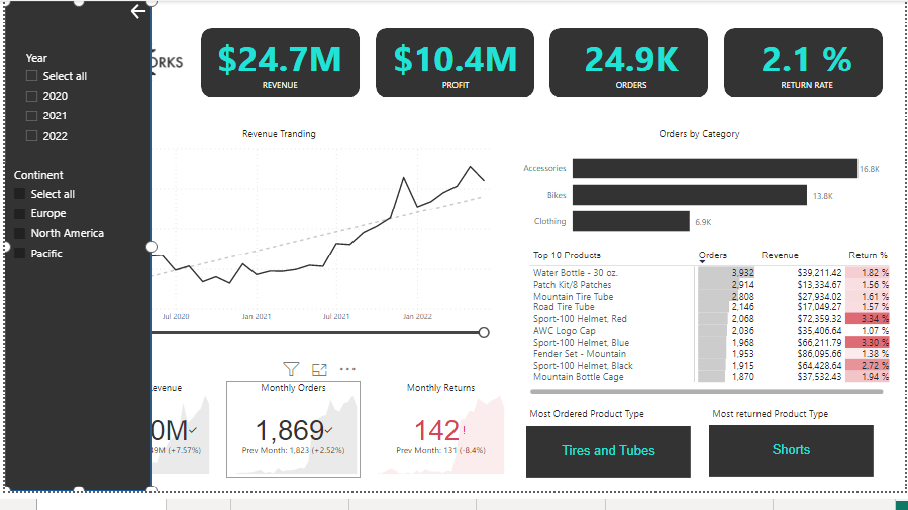 Year
Select all
2020
2021
2022
Continent
Select all
Europe
North America
Pacific
ORKS
$24.7M
REVENUE
$10.4M
PROFIT
24.9K
ORDERS
2.1 %
RETURN RATE
Revenue Tranding
Jul 2020 Jan 2021 Jul 2021 Jan 2022
Orders by Category
Accessories 16.8K
Bikes 13.8K
Clothing 6.9K
Top 10 Products Orders Revenue Return %
Water Bottle - 30 oz. 3,932 $39,211.42 1.82 %
Patch Kit/8 Patches 2,914 $13,334.67 1.56 %
Mountain Tire Tube 2,808 $27,934.02 1.61 %
Road Tire Tube 2,146 $17,049.27 1.57 %
Sport-100 Helmet, Red 2,068 $72,359.32 3.34 %
AWC Logo Cap 2,036 $35,406.64 1.07 %
Sport-100 Helmet, Blue 1,968 $66,211.79 3.30 %
Fender Set - Mountain 1,953 $86,095.66 1.38 %
Sport-100 Helmet, Black 1,915 $64,428.64 2.72 %
Mountain Bottle Cage 1,870 $37,532.43 1.94 %
evenue
0M
49M (+7.57%)
Monthly Orders
1,869
Prev Month: 1,823 (+2.52%)
Monthly Returns
142!
Prev Month: 131 (-8.4%)
Most Ordered Product Type
Tires and Tubes
Most returned Product Type
Shorts